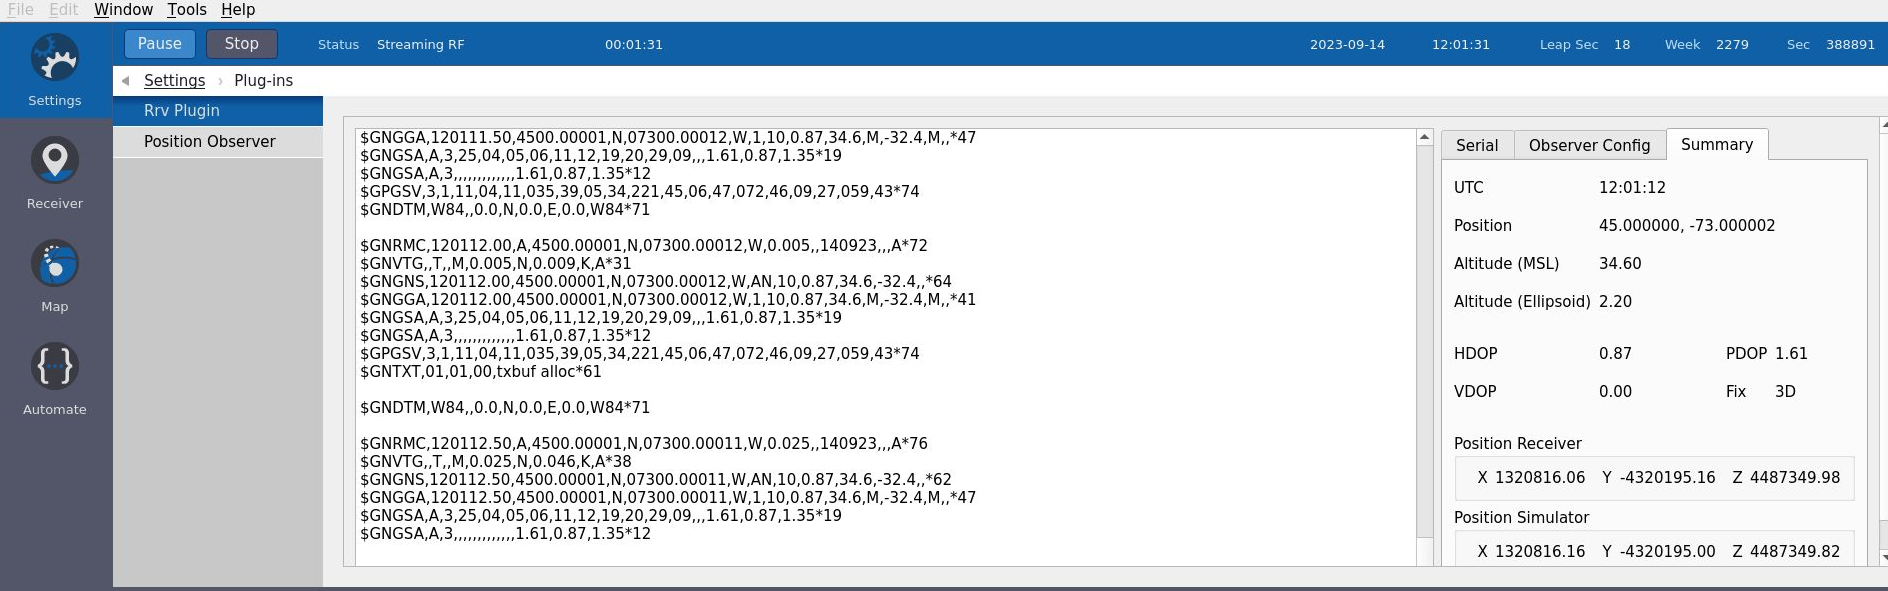 File Edit Window Tools Help
Pause Stop Status Streaming RF 00:01:31 2023-09-14 12:01:31 Leap Sec 18 Week 2279 Sec 388891
Settings
Receiver
Map
Automate
Settings › Plug-ins
Rrv Plugin
Position Observer
$GNGGA,120111.50,4500.00001,N,07300.00012,W,1,10,0.87,34.6,M,-32.4,M,,*47
$GNGSA,A,3,25,04,05,06,11,12,19,20,29,09,,,1.61,0.87,1.35*19
$GNGSA,A,3,,,,,,,,,,,,,1.61,0.87,1.35*12
$GPGSV,3,1,11,04,11,035,39,05,34,221,45,06,47,072,46,09,27,059,43*74
$GNDTM,W84,,0.0,N,0.0,E,0.0,W84*71
$GNRMC,120112.00,A,4500.00001,N,07300.00012,W,0.005,,140923,,,A*72
$GNVTG,,T,,M,0.005,N,0.009,K,A*31
$GNGNS,120112.00,4500.00001,N,07300.00012,W,AN,10,0.87,34.6,-32.4,,*64
$GNGGA,120112.00,4500.00001,N,07300.00012,W,1,10,0.87,34.6,M,-32.4,M,,*41
$GNGSA,A,3,25,04,05,06,11,12,19,20,29,09,,,1.61,0.87,1.35*19
$GNGSA,A,3,,,,,,,,,,,,,1.61,0.87,1.35*12
$GPGSV,3,1,11,04,11,035,39,05,34,221,45,06,47,072,46,09,27,059,43*74
$GNTXT,01,01,00,txbuf alloc*61
$GNDTM,W84,,0.0,N,0.0,E,0.0,W84*71
$GNRMC,120112.50,A,4500.00001,N,07300.00011,W,0.025,,140923,,,A*76
$GNVTG,,T,,M,0.025,N,0.046,K,A*38
$GNGNS,120112.50,4500.00001,N,07300.00011,W,AN,10,0.87,34.6,-32.4,,*62
$GNGGA,120112.50,4500.00001,N,07300.00011,W,1,10,0.87,34.6,M,-32.4,M,,*47
$GNGSA,A,3,25,04,05,06,11,12,19,20,29,09,,,1.61,0.87,1.35*19
$GNGSA,A,3,,,,,,,,,,,,,1.61,0.87,1.35*12
Serial Observer Config Summary
UTC 12:01:12
Position 45.000000, -73.000002
Altitude (MSL) 34.60
Altitude (Ellipsoid) 2.20
HDOP 0.87 PDOP 1.61
VDOP 0.00 Fix 3D
Position Receiver
X 1320816.06 Y -4320195.16 Z 4487349.98
Position Simulator
X 1320816.16 Y -4320195.00 Z 4487349.82